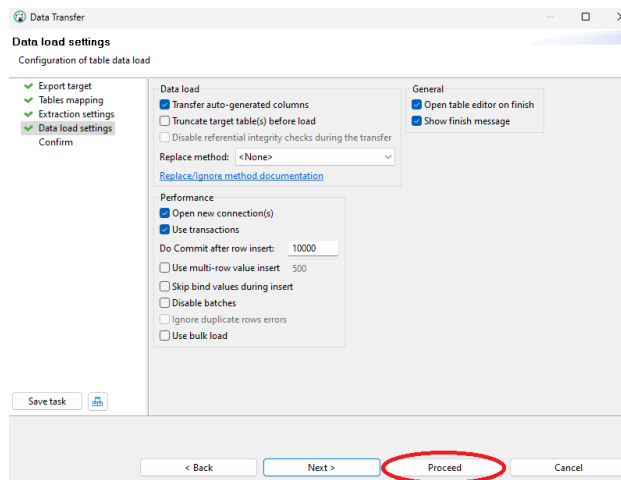 Data Transfer
Data load settings
Configuration of table data load
Export target
Tables mapping
Extraction settings
Data load settings
Confirm
Data load
Transfer auto-generated columns
Truncate target table(s) before load
Disable referential integrity checks during the transfer
Replace method: <None>
Replace/Ignore method documentation
General
Open table editor on finish
Show finish message
Performance
Open new connection(s)
Use transactions
Do Commit after row insert: 10000
Use multi-row value insert 500
Skip bind values during insert
Disable batches
Ignore duplicate rows errors
Use bulk load
Save task
< Back Next > Proceed Cancel